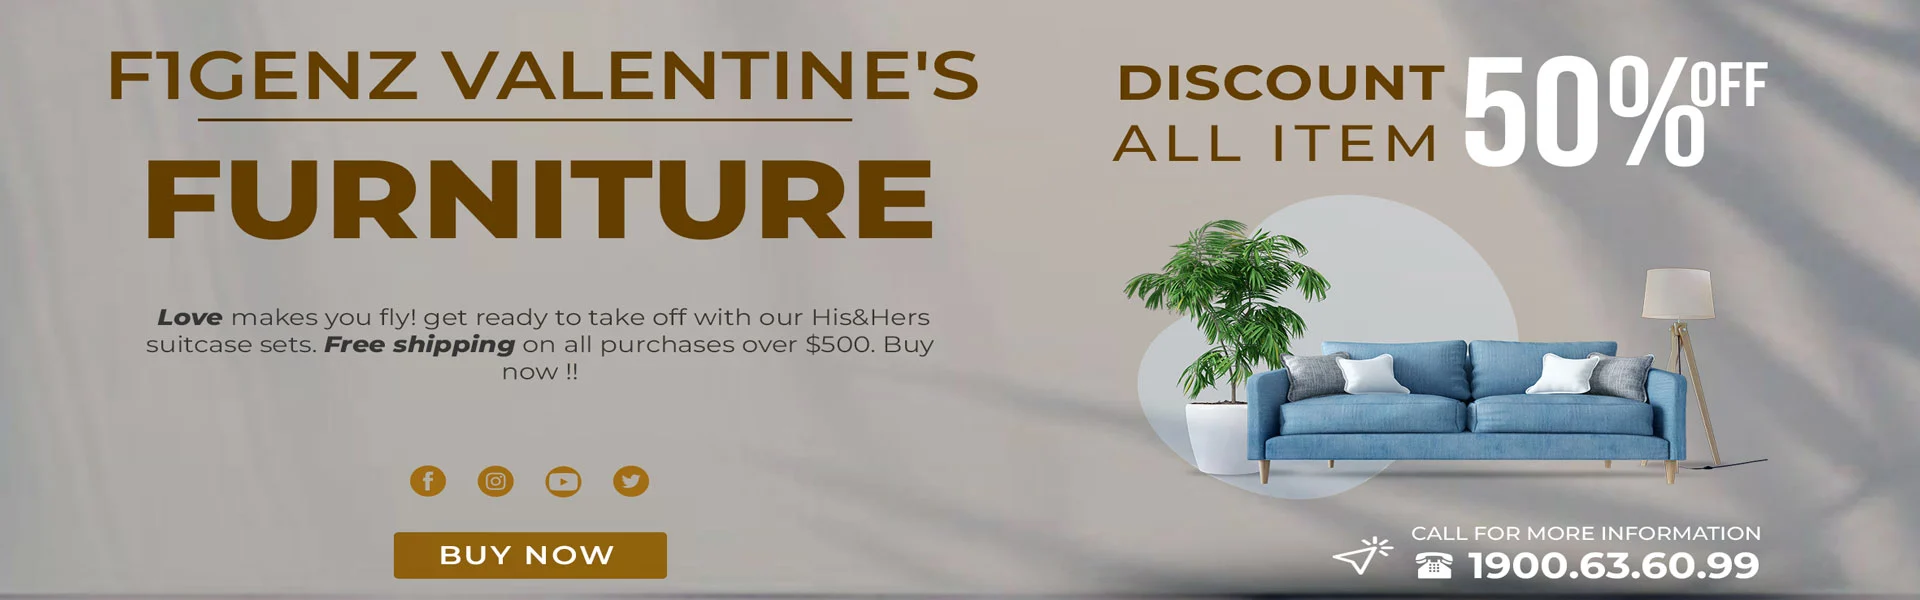 F1GENZ VALENTINE'S
FURNITURE
Love makes you fly! get ready to take off with our His&Hers
suitcase sets. Free shipping on all purchases over $500. Buy
now !!
BUY NOW
DISCOUNT
ALL ITEM
50% OFF
CALL FOR MORE INFORMATION
1900.63.60.99